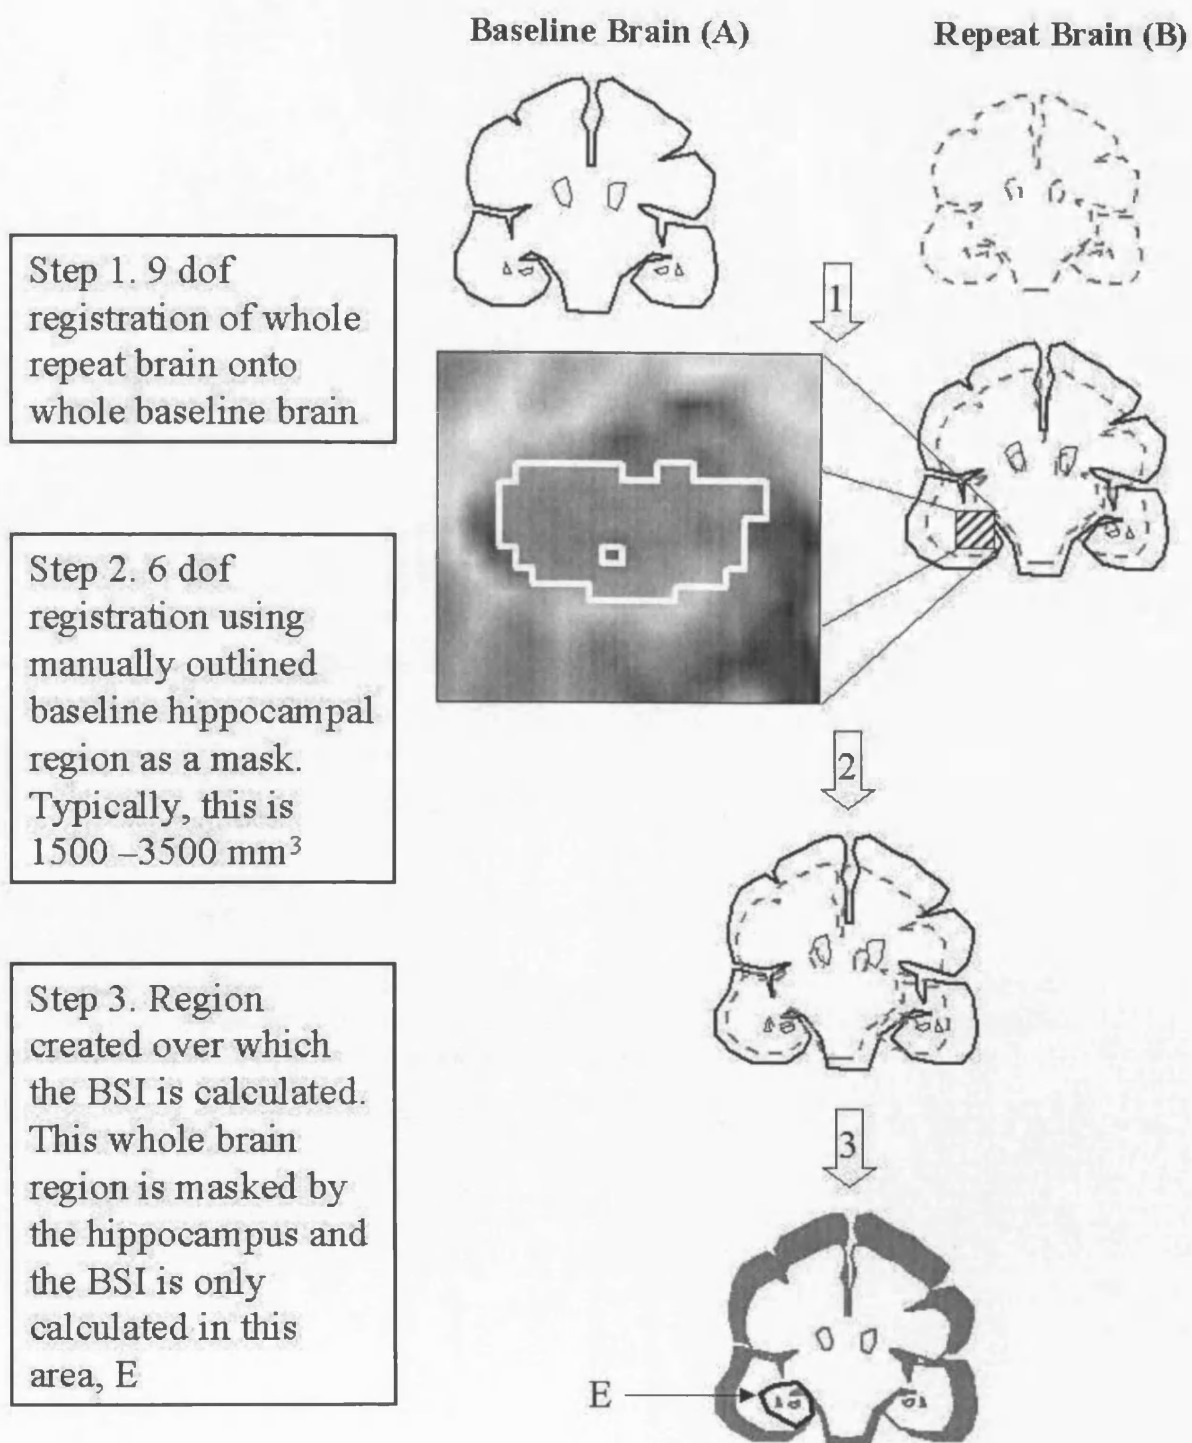 Baseline Brain (A)
Repeat Brain (B)
Step 1. 9 dof
registration of whole
repeat brain onto
whole baseline brain
1
Step 2. 6 dof
registration using
manually outlined
baseline hippocampal
region as a mask.
Typically, this is
1500 –3500 mm³
2
Step 3. Region
created over which
the BSI is calculated.
This whole brain
region is masked by
the hippocampus and
the BSI is only
calculated in this
area, E
3
E